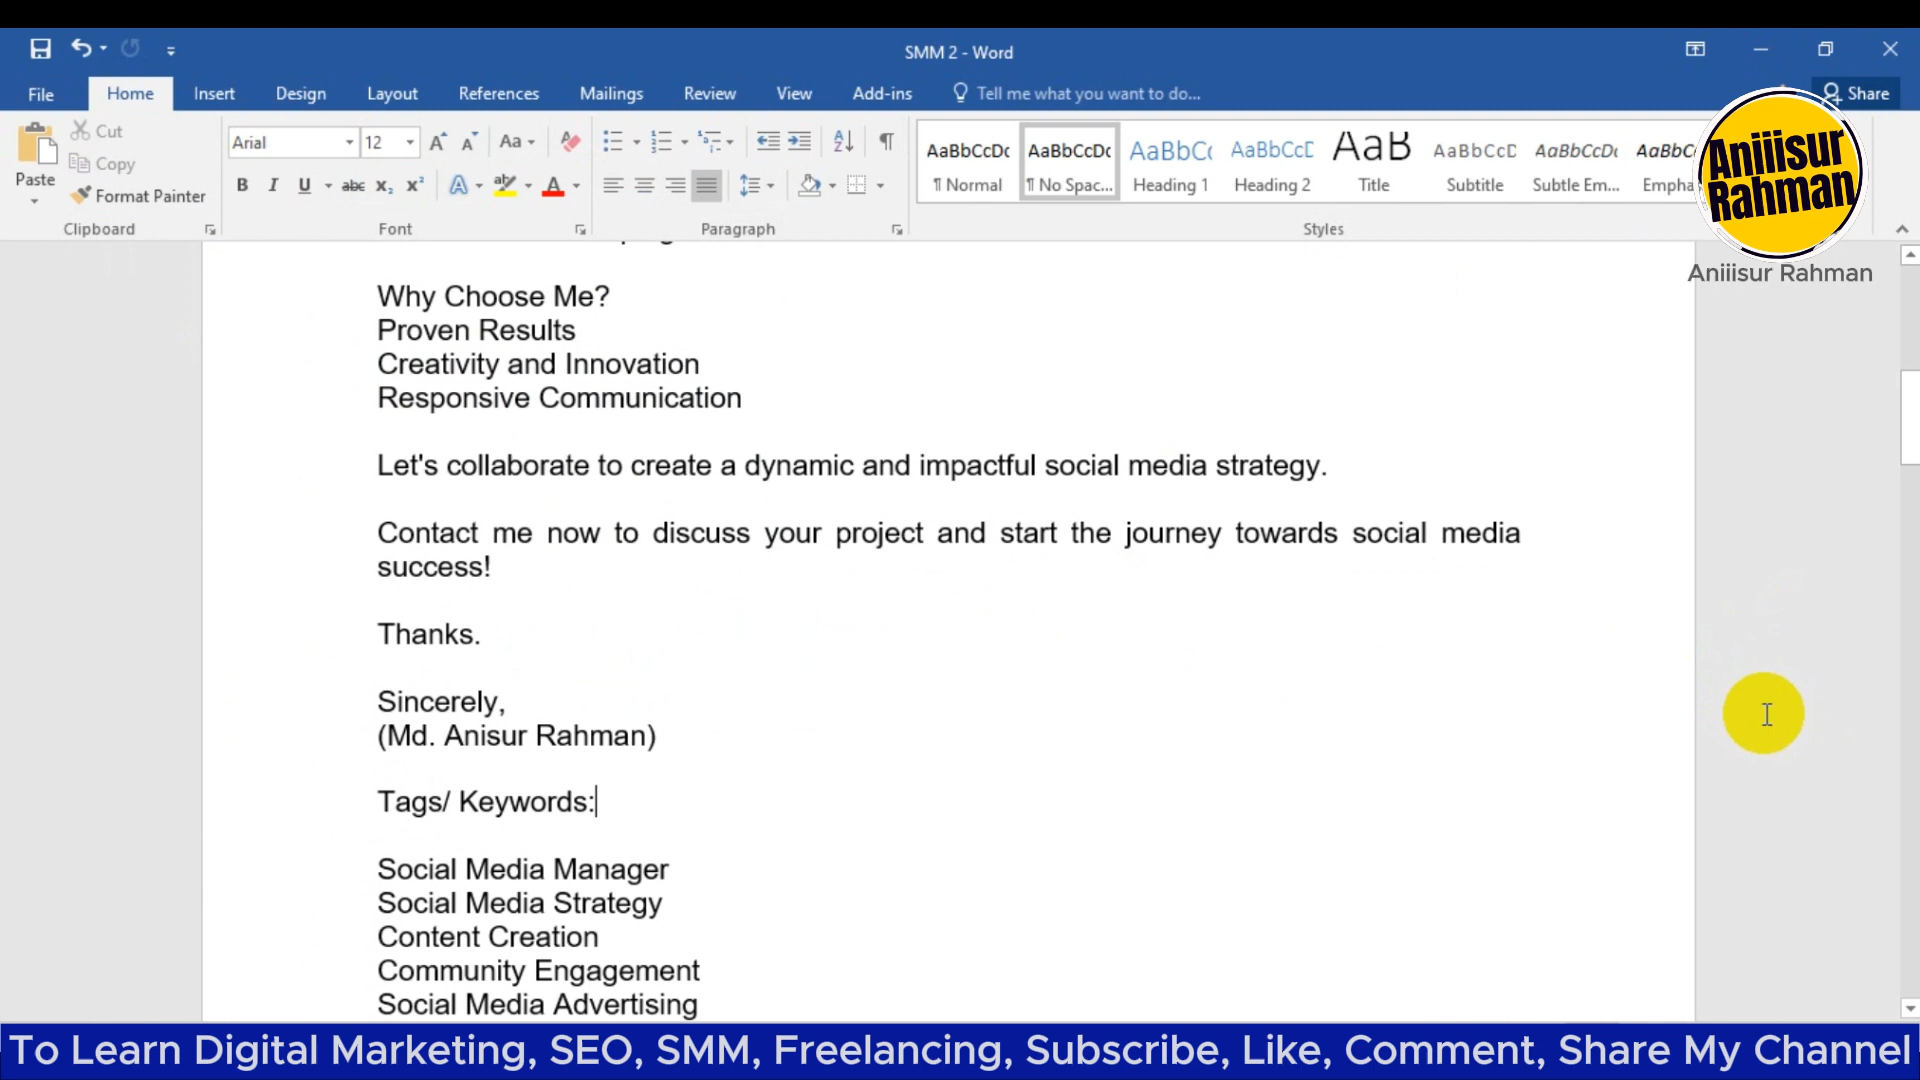 SMM 2 - Word
File Home Insert Design Layout References Mailings Review View Add-ins Tell me what you want to do... Share
Paste
Cut
Copy
Format Painter
Clipboard
Arial 12
Font
Paragraph
AaBbCcDc AaBbCcDc AaBbC AaBbCcD AaB AaBbCcD AaBbCcDc AaBbC
¶ Normal ¶ No Spac... Heading 1 Heading 2 Title Subtitle Subtle Em... Empha
Styles
Aniiisur
Rahman
Aniiisur Rahman
Why Choose Me?
Proven Results
Creativity and Innovation
Responsive Communication
Let's collaborate to create a dynamic and impactful social media strategy.
Contact me now to discuss your project and start the journey towards social media
success!
Thanks.
Sincerely,
(Md. Anisur Rahman)
Tags/ Keywords:
Social Media Manager
Social Media Strategy
Content Creation
Community Engagement
Social Media Advertising
To Learn Digital Marketing, SEO, SMM, Freelancing, Subscribe, Like, Comment, Share My Channel